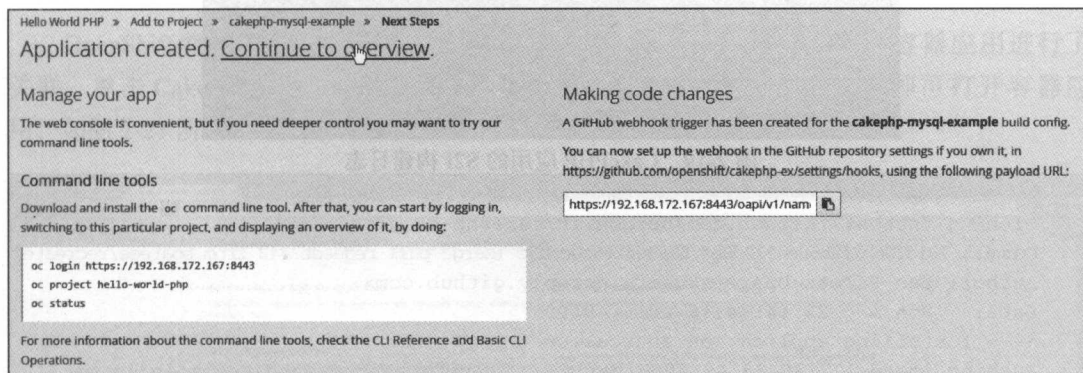 Hello World PHP » Add to Project » cakephp-mysql-example » Next Steps
Application created. Continue to overview.
Manage your app
The web console is convenient, but if you need deeper control you may want to try our
command line tools.
Command line tools
Download and install the oc command line tool. After that, you can start by logging in,
switching to this particular project, and displaying an overview of it, by doing:
oc login https://192.168.172.167:8443
oc project hello-world-php
oc status
For more information about the command line tools, check the CLI Reference and Basic CLI
Operations.
Making code changes
A GitHub webhook trigger has been created for the cakephp-mysql-example build config.
You can now set up the webhook in the GitHub repository settings if you own it, in
https://github.com/openshift/cakephp-ex/settings/hooks, using the following payload URL:
https://192.168.172.167:8443/oapi/v1/nam